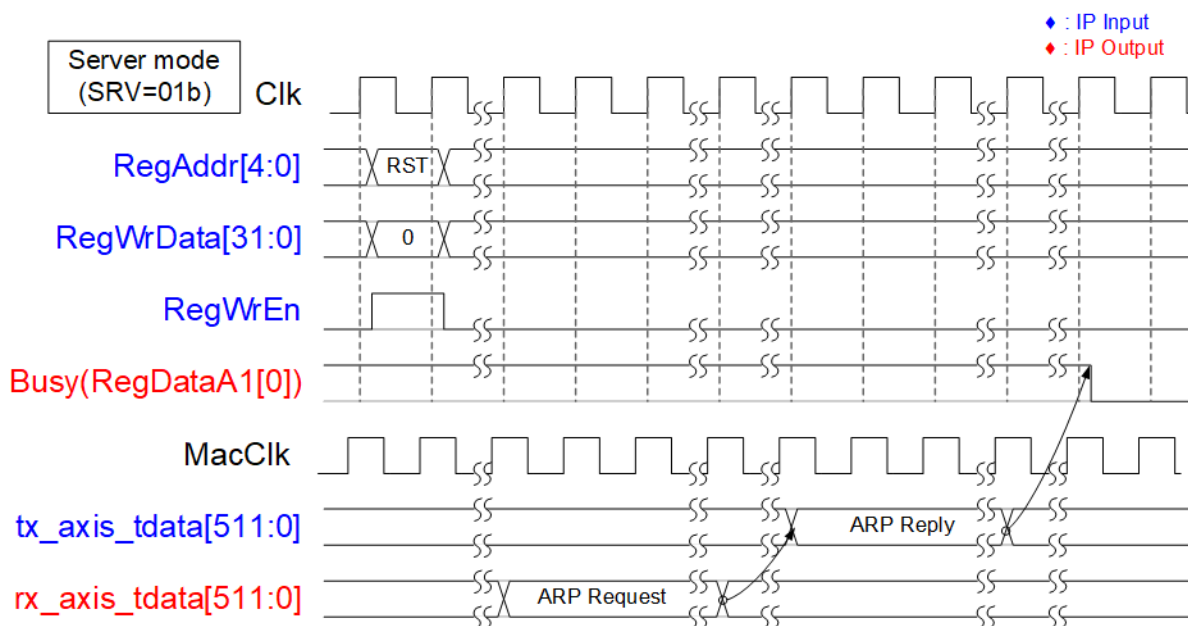 ♦ : IP Input
♦ : IP Output
Server mode
(SRV=01b)
Clk
RegAddr[4:0]
RST
RegWrData[31:0]
0
RegWrEn
Busy(RegDataA1[0])
MacClk
tx_axis_tdata[511:0]
ARP Reply
rx_axis_tdata[511:0]
ARP Request